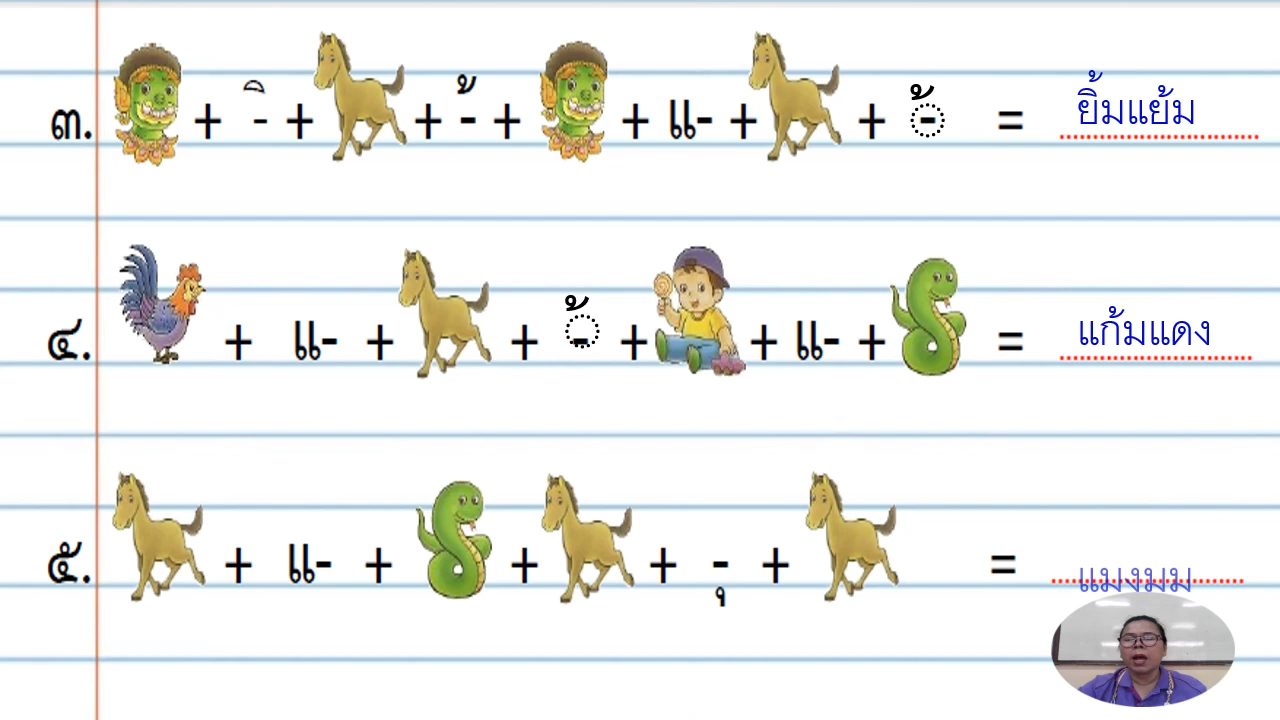 ๓. + -ิ + + -้ + + แ- + + -้ = ยิ้มแย้ม
๔. + แ- + + -้ + + แ- + = แก้มแดง
๕. + แ- + + + -ุ + =